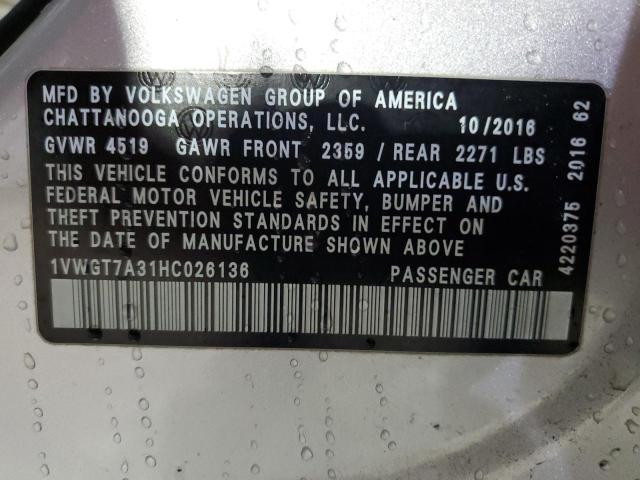 MFD BY VOLKSWAGEN GROUP OF AMERICA
CHATTANOOGA OPERATIONS, LLC. 10/2016
GVWR 4519 GAWR FRONT 2359 / REAR 2271 LBS
THIS VEHICLE CONFORMS TO ALL APPLICABLE U.S.
FEDERAL MOTOR VEHICLE SAFETY, BUMPER AND
THEFT PREVENTION STANDARDS IN EFFECT ON
THE DATE OF MANUFACTURE SHOWN ABOVE
1VWGT7A31HC026136 PASSENGER CAR
4220375 2016 62